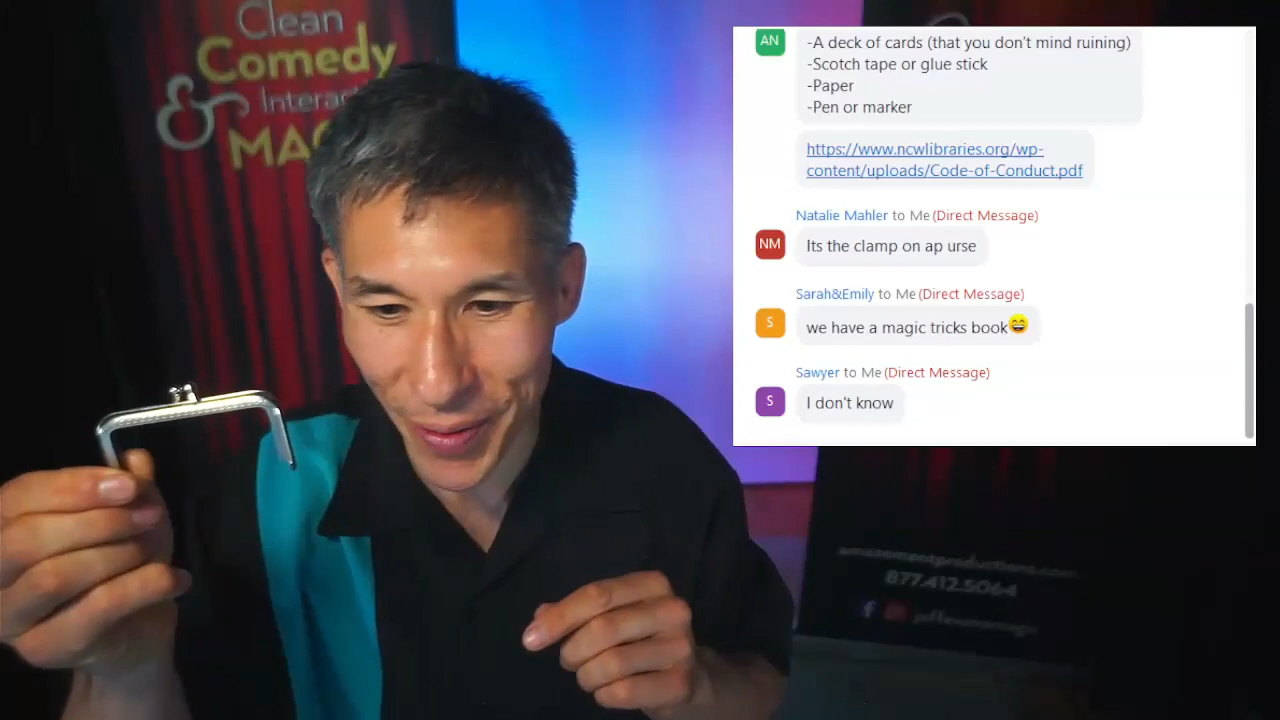 Clean
Comedy
&
MA
AN
-A deck of cards (that you don't mind ruining)
-Scotch tape or glue stick
-Paper
-Pen or marker
https://www.ncwlibraries.org/wp-
content/uploads/Code-of-Conduct.pdf
Natalie Mahler to Me (Direct Message)
NM
Its the clamp on ap urse
Sarah&Emily to Me (Direct Message)
S
we have a magic tricks book😄
Sawyer to Me (Direct Message)
S
I don't know
amazementproductions.com
877.412.5064
f